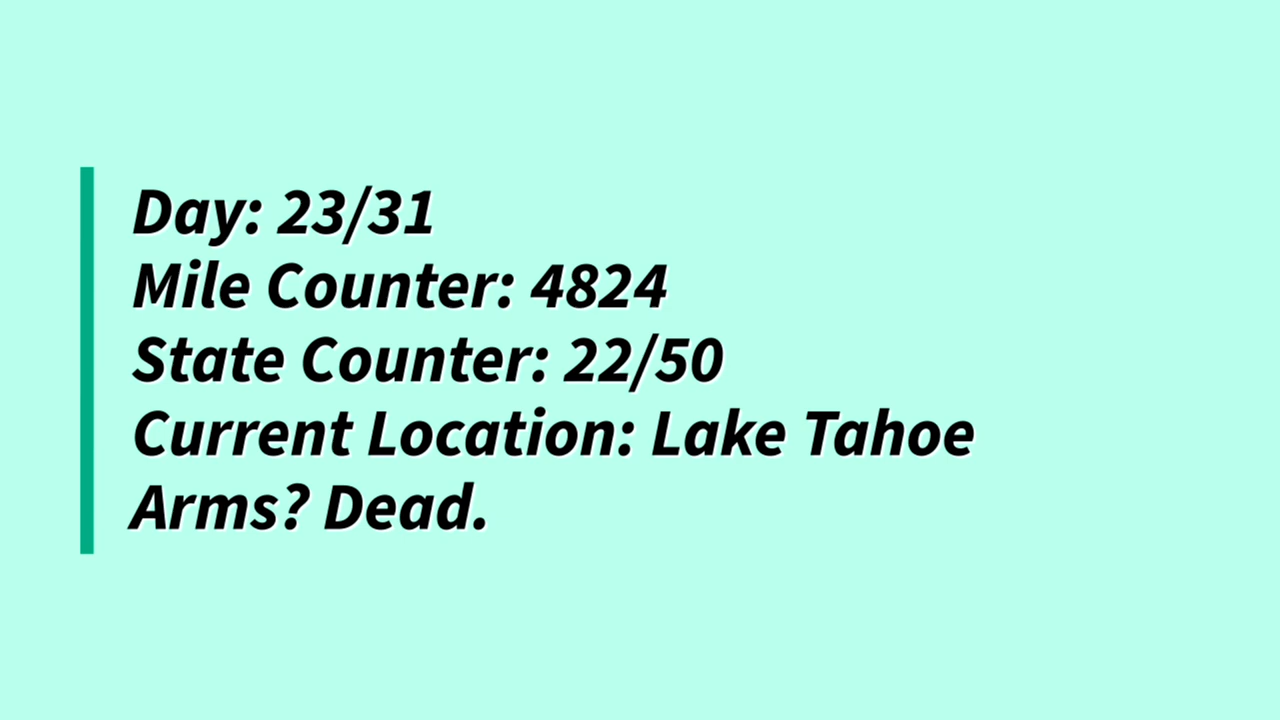 Day: 23/31
Mile Counter: 4824
State Counter: 22/50
Current Location: Lake Tahoe
Arms? Dead.